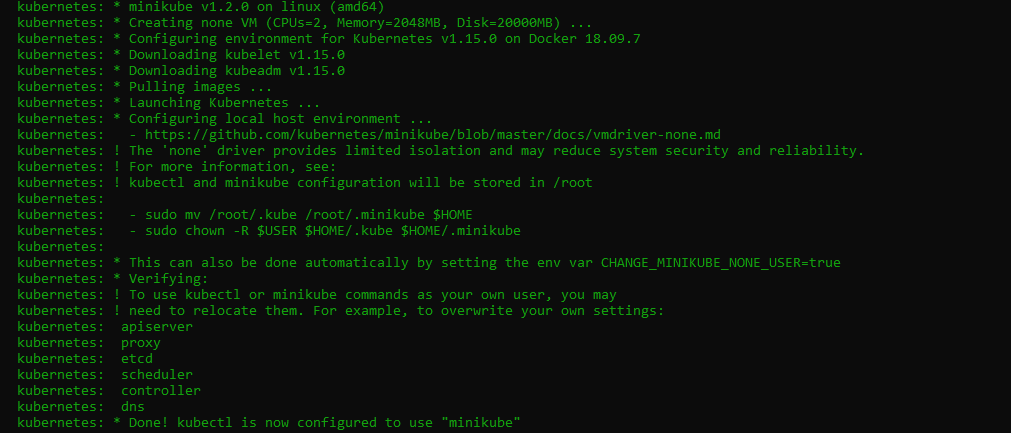 kubernetes: * minikube v1.2.0 on linux (amd64)
kubernetes: * Creating none VM (CPUs=2, Memory=2048MB, Disk=20000MB) ...
kubernetes: * Configuring environment for Kubernetes v1.15.0 on Docker 18.09.7
kubernetes: * Downloading kubelet v1.15.0
kubernetes: * Downloading kubeadm v1.15.0
kubernetes: * Pulling images ...
kubernetes: * Launching Kubernetes ...
kubernetes: * Configuring local host environment ...
kubernetes:   - https://github.com/kubernetes/minikube/blob/master/docs/vmdriver-none.md
kubernetes: ! The 'none' driver provides limited isolation and may reduce system security and reliability.
kubernetes: ! For more information, see:
kubernetes: ! kubectl and minikube configuration will be stored in /root
kubernetes:
kubernetes:   - sudo mv /root/.kube /root/.minikube $HOME
kubernetes:   - sudo chown -R $USER $HOME/.kube $HOME/.minikube
kubernetes:
kubernetes: * This can also be done automatically by setting the env var CHANGE_MINIKUBE_NONE_USER=true
kubernetes: * Verifying:
kubernetes: ! To use kubectl or minikube commands as your own user, you may
kubernetes: ! need to relocate them. For example, to overwrite your own settings:
kubernetes:  apiserver
kubernetes:  proxy
kubernetes:  etcd
kubernetes:  scheduler
kubernetes:  controller
kubernetes:  dns
kubernetes: * Done! kubectl is now configured to use "minikube"